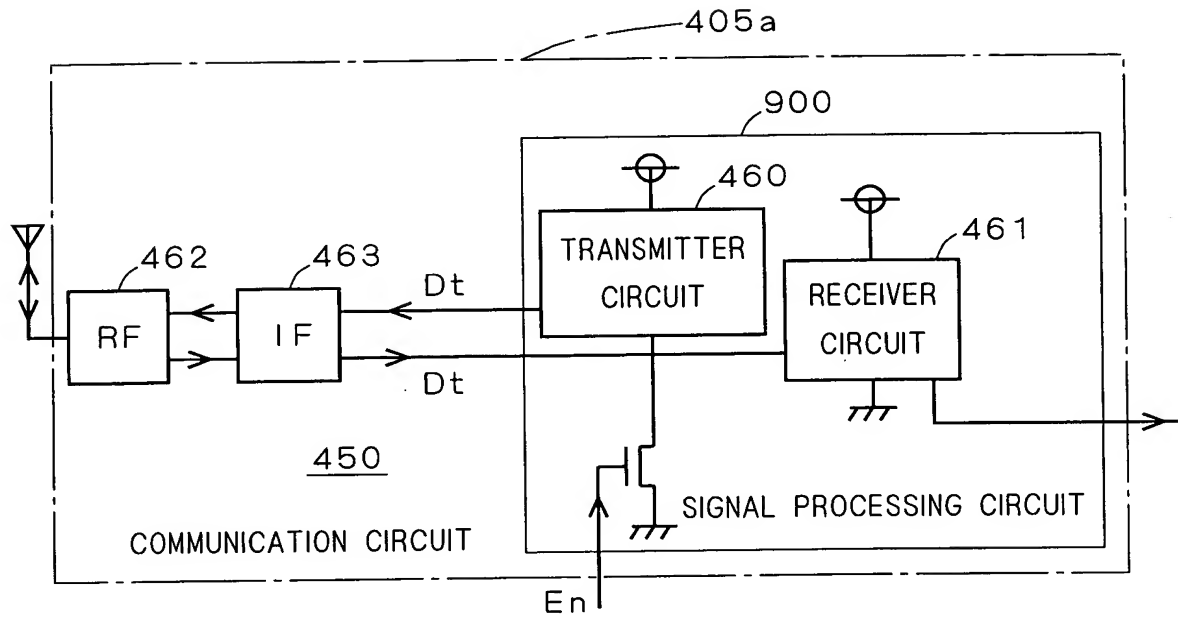 405a
900
460
TRANSMITTER
CIRCUIT
461
RECEIVER
CIRCUIT
462
RF
463
IF
Dt
Dt
450
COMMUNICATION CIRCUIT
SIGNAL PROCESSING CIRCUIT
En